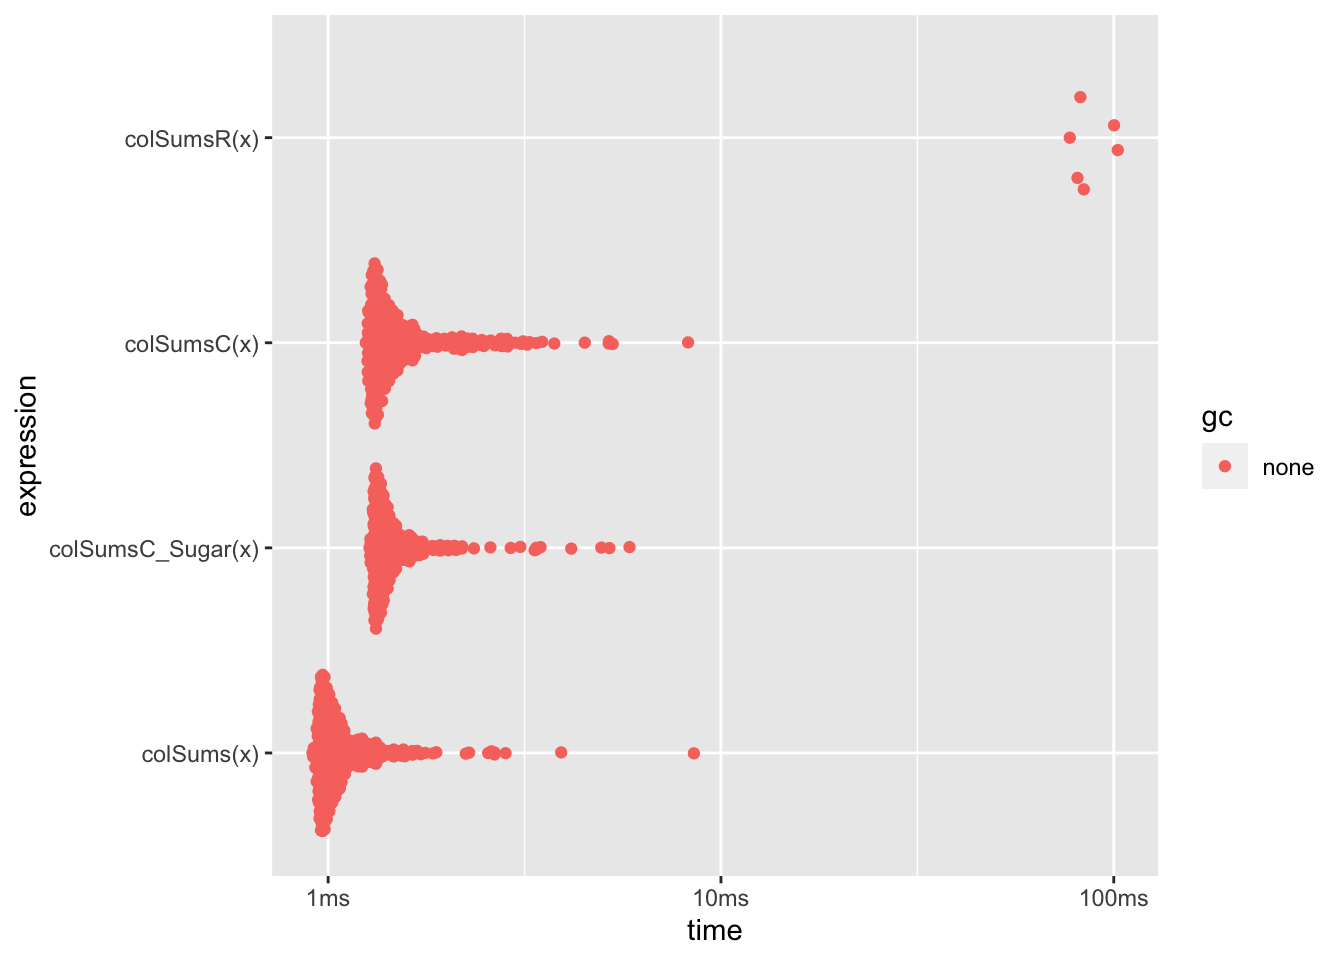 colSumsR(x)
colSumsC(x)
colSumsC_Sugar(x)
colSums(x)
expression
1ms
10ms
100ms
time
gc
none